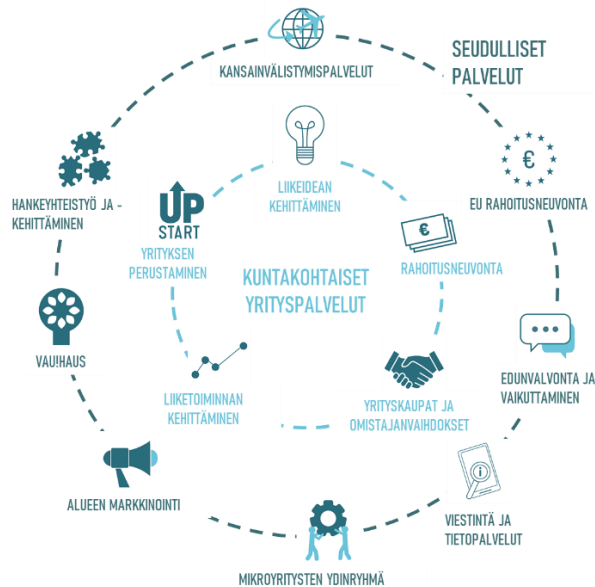 SEUDULLISET
PALVELUT
KANSAINVÄLISTYMISPALVELUT
LIIKEIDEAN
KEHITTÄMINEN
HANKEYHTEISTYÖ JA -
KEHITTÄMINEN
UP
START
YRITYKSEN
PERUSTAMINEN
€
EU RAHOITUSNEUVONTA
€
RAHOITUSNEUVONTA
KUNTAKOHTAISET
YRITYSPALVELUT
VAU!HAUS
EDUNVALVONTA JA
VAIKUTTAMINEN
LIIKETOIMINNAN
KEHITTÄMINEN
YRITYSKAUPAT JA
OMISTAJANVAIHDOKSET
ALUEEN MARKKINOINTI
i
VIESTINTÄ JA
TIETOPALVELUT
MIKROYRITYSTEN YDINRYHMÄ